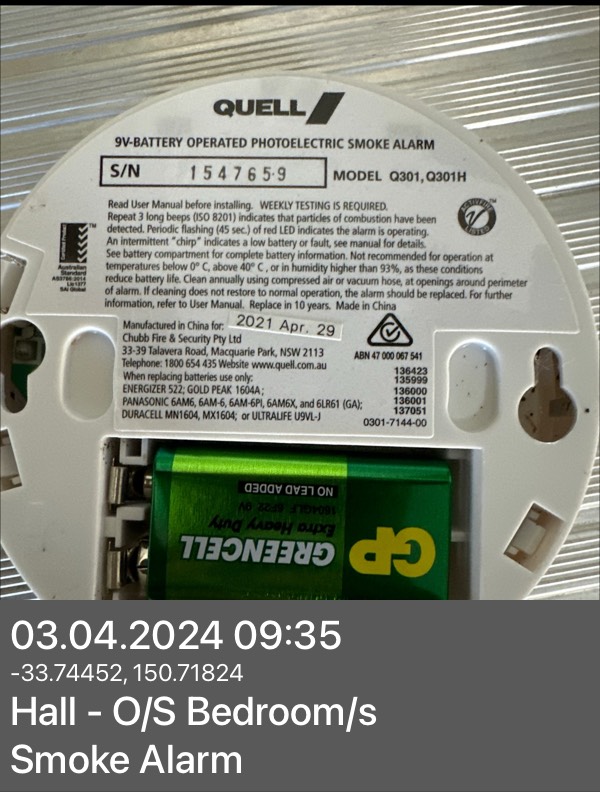 QUELL
9V-BATTERY OPERATED PHOTOELECTRIC SMOKE ALARM
S/N 1547659 MODEL Q301, Q301H
Read User Manual before installing. WEEKLY TESTING IS REQUIRED.
Repeat 3 long beeps (ISO 8201) indicates that particles of combustion have been
detected. Periodic flashing (45 sec.) of red LED indicates the alarm is operating.
An intermittent "chirp" indicates a low battery or fault, see manual for details.
See battery compartment for complete battery information. Not recommended for operation at
temperatures below 0° C, above 40° C , or in humidity higher than 93%, as these conditions
reduce battery life. Clean annually using compressed air or vacuum hose, at openings around perimeter
of alarm. If cleaning does not restore to normal operation, the alarm should be replaced. For further
information, refer to User Manual. Replace in 10 years. Made in China
Australian
Standard
AS3786-2014
SAI Global
ACTIVFIRE
LISTED
Manufactured in China for: 2021 Apr. 29
Chubb Fire & Security Pty Ltd
33-39 Talavera Road, Macquarie Park, NSW 2113
Telephone: 1800 654 435 Website www.quell.com.au
When replacing batteries use only:
ENERGIZER 522; GOLD PEAK 1604A;
PANASONIC 6AM6, 6AM-6, 6AM-6PI, 6AM6X, and 6LR61 (GA);
DURACELL MN1604, MX1604; or ULTRALIFE U9VL-J
ABN 47 000 067 541
136423
135999
136000
136001
137051
0301-7144-00
NO LEAD ADDED
Extra Heavy Duty
GP GREENCELL
03.04.2024 09:35
-33.74452, 150.71824
Hall - O/S Bedroom/s
Smoke Alarm